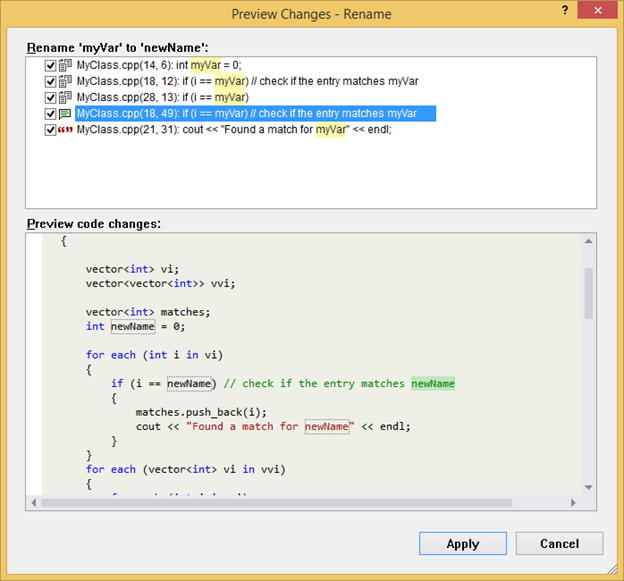 Preview Changes - Rename
?
Rename 'myVar' to 'newName':
MyClass.cpp(14, 6): int myVar = 0;
MyClass.cpp(18, 12): if (i == myVar) // check if the entry matches myVar
MyClass.cpp(28, 13): if (i == myVar)
MyClass.cpp(18, 49): if (i == myVar) // check if the entry matches myVar
MyClass.cpp(21, 31): cout << "Found a match for myVar" << endl;
Preview code changes:
{
vector<int> vi;
vector<vector<int>> vvi;
vector<int> matches;
int newName = 0;
for each (int i in vi)
{
if (i == newName) // check if the entry matches newName
{
matches.push_back(i);
cout << "Found a match for newName" << endl;
}
}
for each (vector<int> vi in vvi)
{
Apply
Cancel